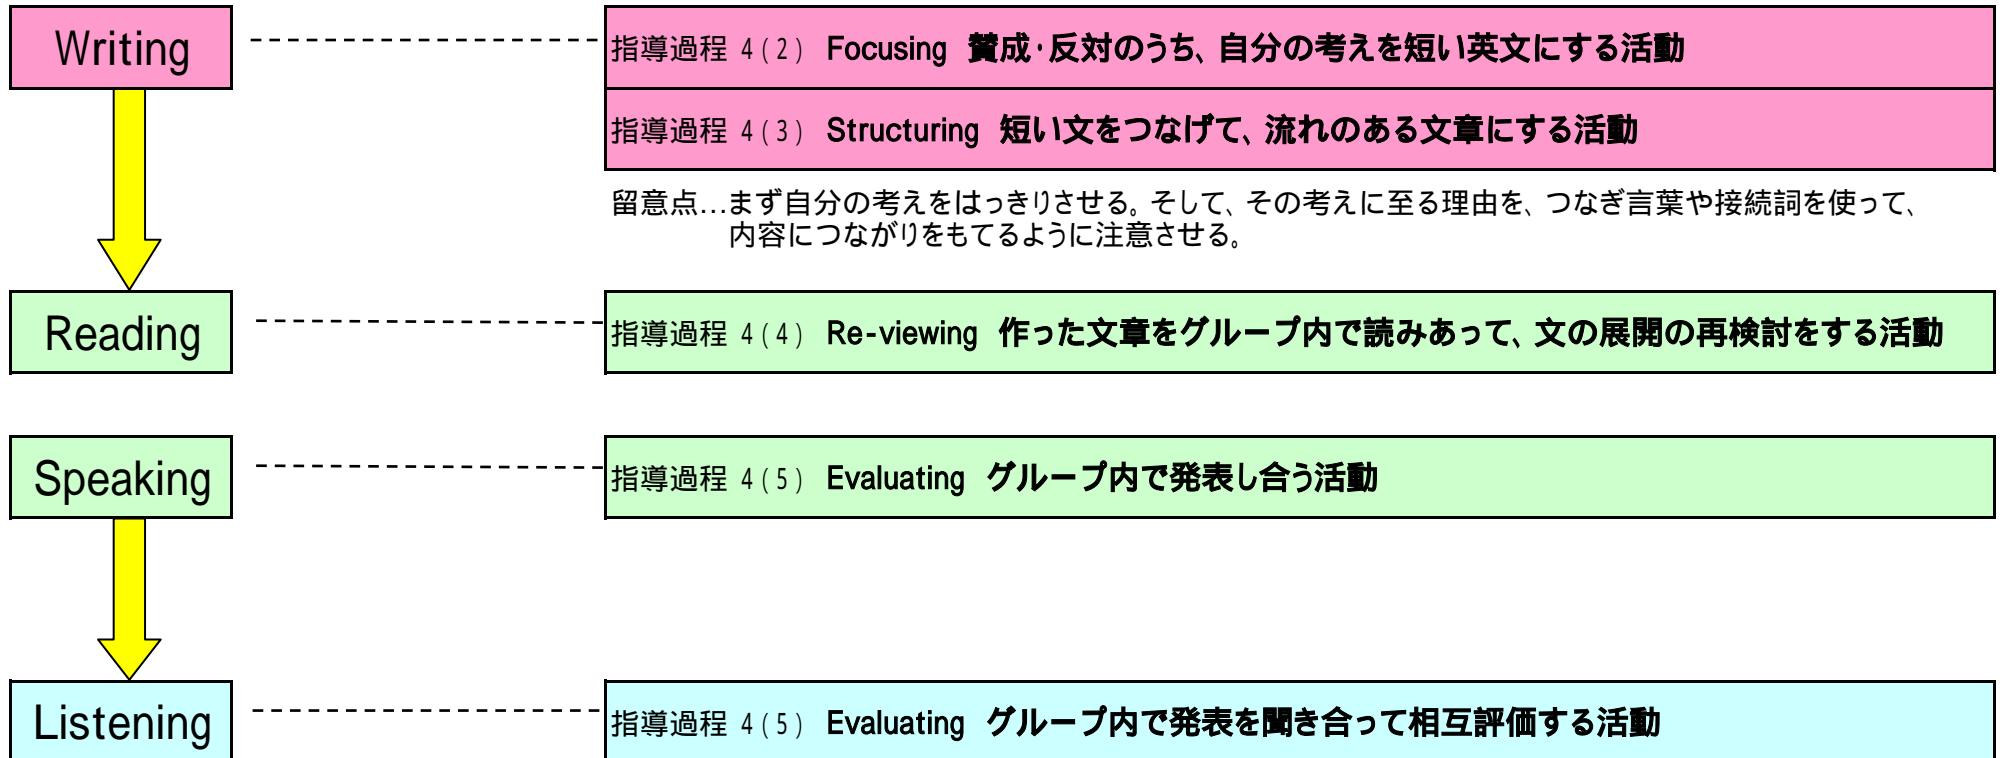 Writing
指導過程 4(2) Focusing 賛成・反対のうち、自分の考えを短い英文にする活動
指導過程 4(3) Structuring 短い文をつなげて、流れのある文章にする活動
留意点…まず自分の考えをはっきりさせる。そして、その考えに至る理由を、つなぎ言葉や接続詞を使って、
内容につながりをもてるように注意させる。
Reading
指導過程 4(4) Re-viewing 作った文章をグループ内で読みあって、文の展開の再検討をする活動
Speaking
指導過程 4(5) Evaluating グループ内で発表し合う活動
Listening
指導過程 4(5) Evaluating グループ内で発表を聞き合って相互評価する活動